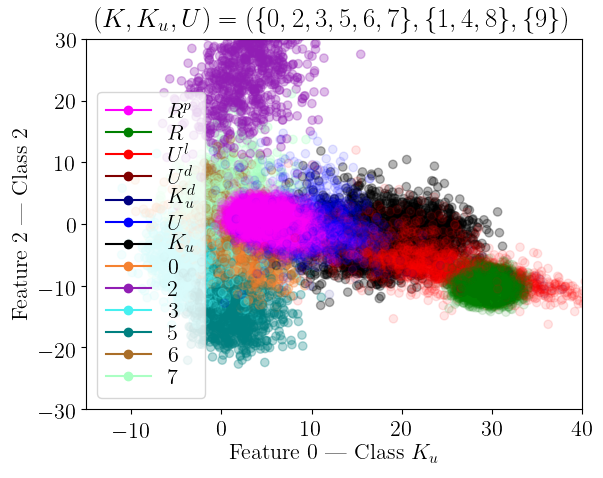 (K, K_u, U) = ({0, 2, 3, 5, 6, 7}, {1, 4, 8}, {9})
30
20
10
0
−10
−20
−30
Feature 2 — Class 2
R^p
R
U^l
U^d
K_u^d
U
K_u
0
2
3
5
6
7
−10 0 10 20 30 40
Feature 0 — Class K_u